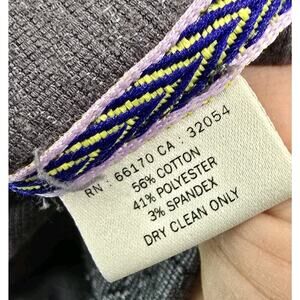 RN : 66170 CA : 32054
56% COTTON
41% POLYESTER
3% SPANDEX
DRY CLEAN ONLY